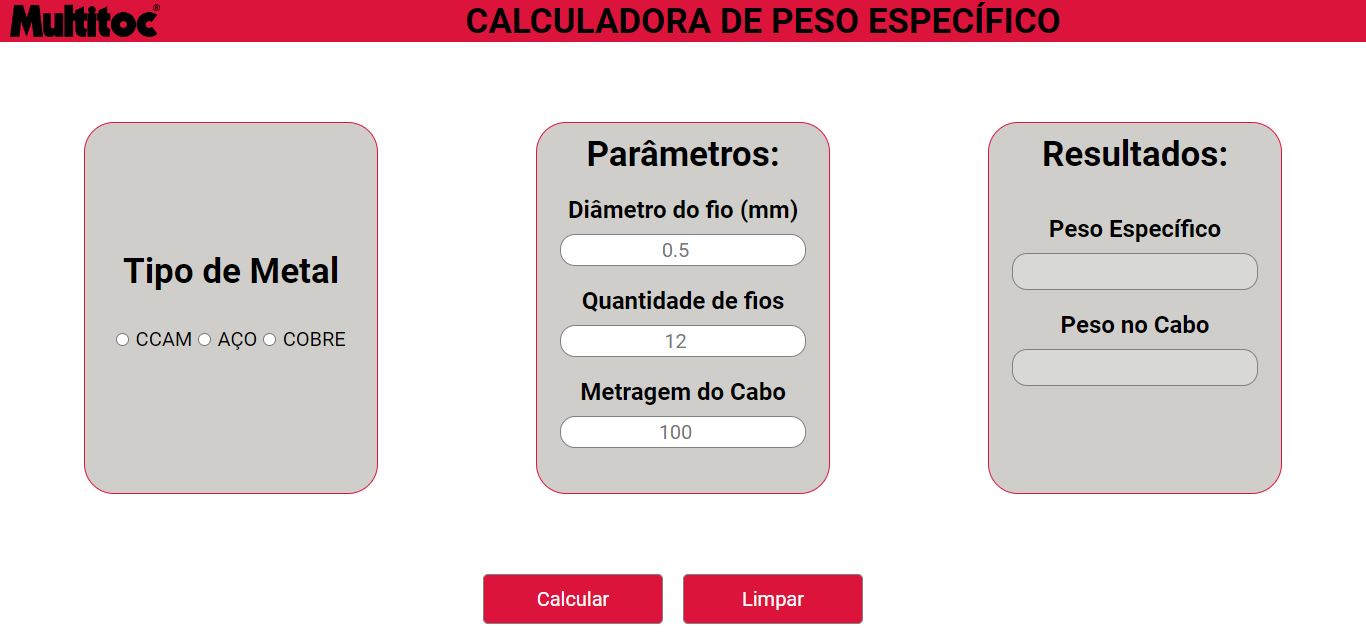 Multitoc®
CALCULADORA DE PESO ESPECÍFICO
Tipo de Metal
CCAM AÇO COBRE
Parâmetros:
Diâmetro do fio (mm)
0.5
Quantidade de fios
12
Metragem do Cabo
100
Resultados:
Peso Específico
Peso no Cabo
Calcular
Limpar